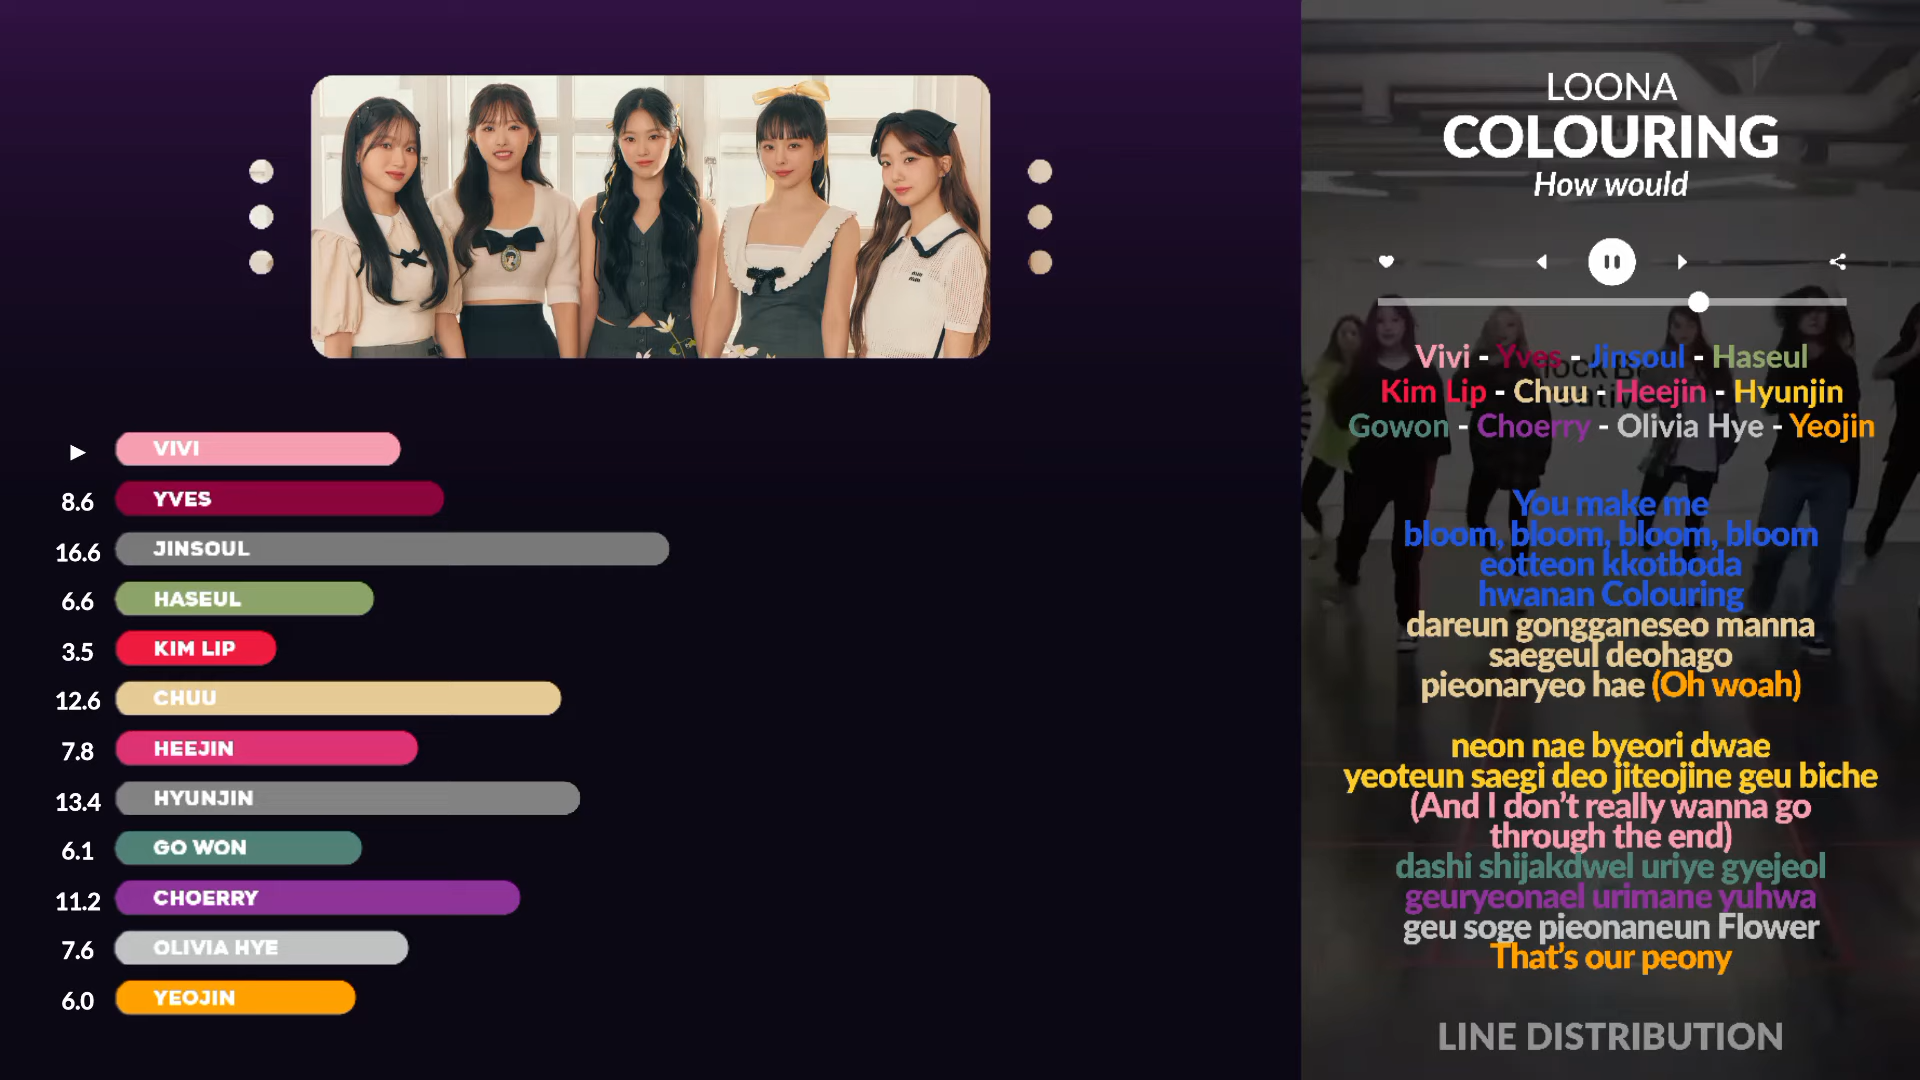 LOONA
COLOURING
How would
Vivi - Yves - Jinsoul - Haseul
Kim Lip - Chuu - Heejin - Hyunjin
Gowon - Choerry - Olivia Hye - Yeojin
VIVI
8.6 YVES
16.6 JINSOUL
6.6 HASEUL
3.5 KIM LIP
12.6 CHUU
7.8 HEEJIN
13.4 HYUNJIN
6.1 GO WON
11.2 CHOERRY
7.6 OLIVIA HYE
6.0 YEOJIN
You make me
bloom, bloom, bloom, bloom
eotteon kkotboda
hwanan Colouring
dareun gongganeseo manna
saegeul deohago
pieonaryeo hae (Oh woah)
neon nae byeori dwae
yeoteun saegi deo jiteojine geu biche
(And I don't really wanna go
through the end)
dashi shijakdwel uriye gyejeol
geuryeonael urimane yuhwa
geu soge pieonaneun Flower
That's our peony
LINE DISTRIBUTION